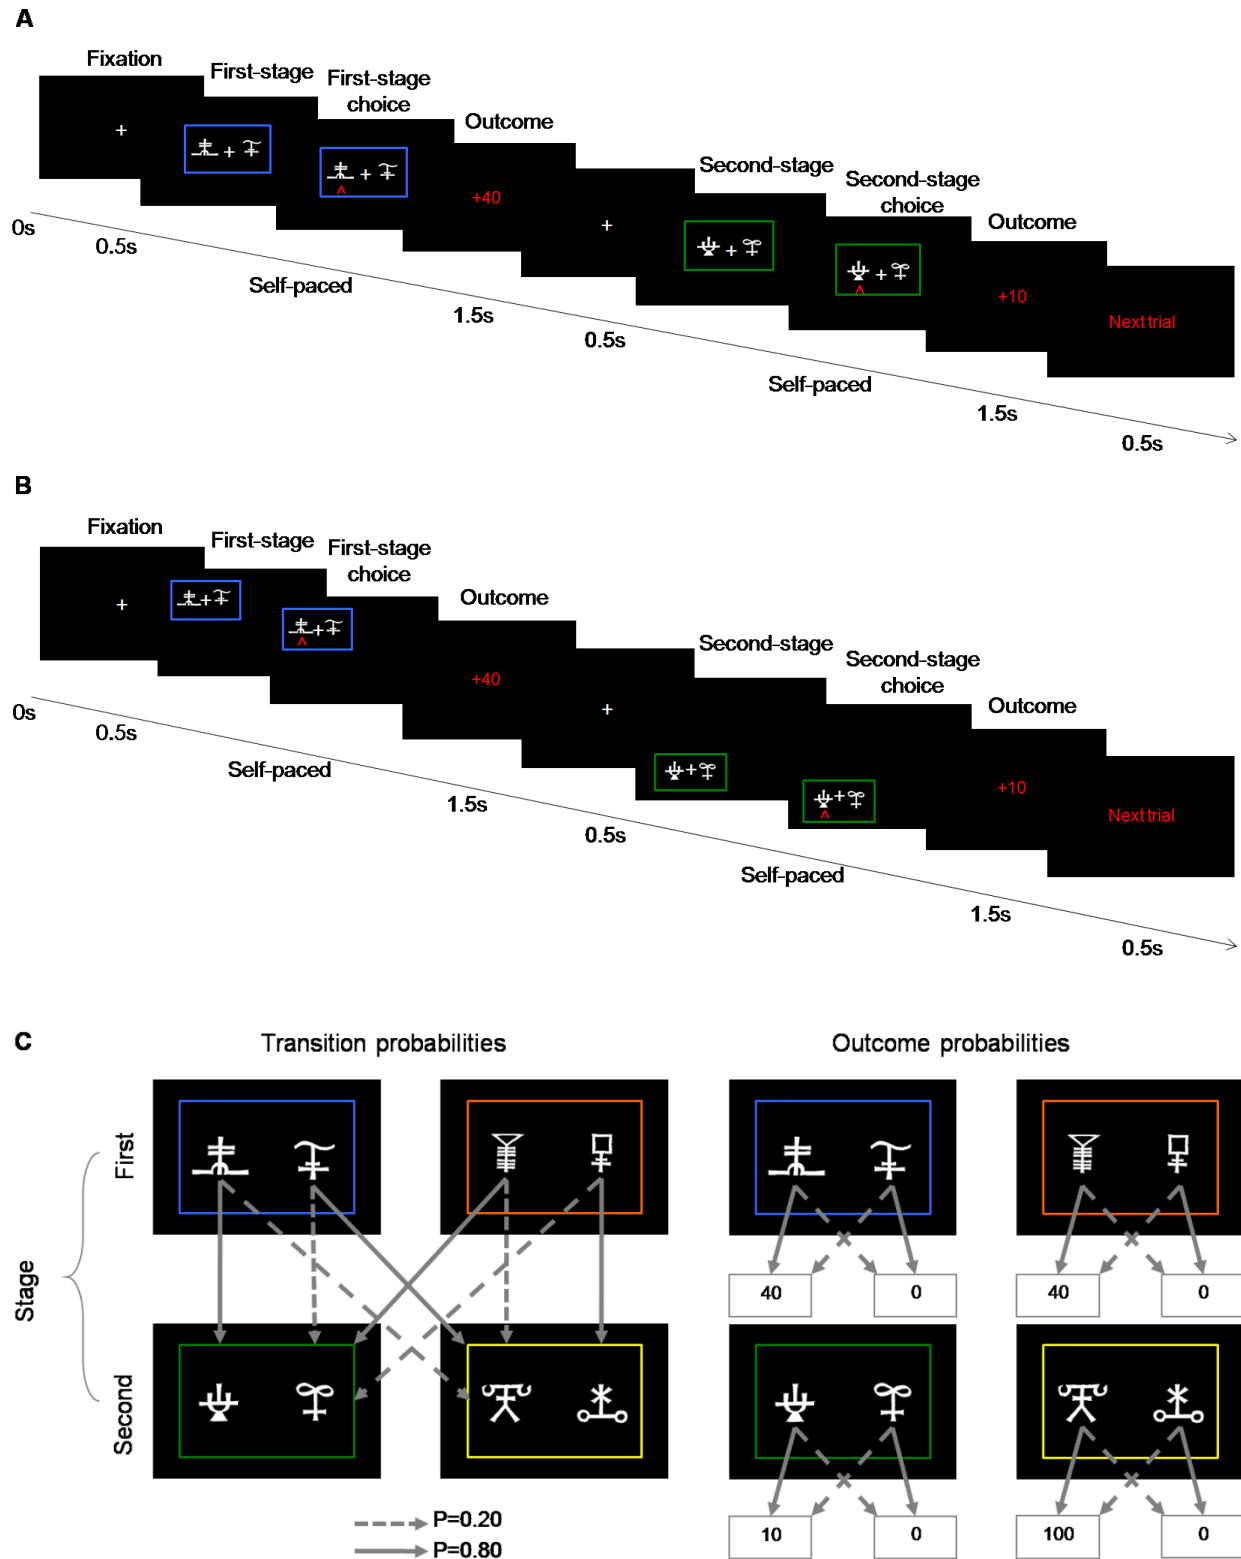 A
Fixation
First-stage
First-stage
choice
Outcome
Second-stage
Second-stage
choice
Outcome
+
+
+
+40
+
+
+
+10
Next trial
0s
0.5s
Self-paced
1.5s
0.5s
Self-paced
1.5s
0.5s
B
Fixation
First-stage
First-stage
choice
Outcome
Second-stage
Second-stage
choice
Outcome
+
+
+
+40
+
+
+
+10
Next trial
0s
0.5s
Self-paced
1.5s
0.5s
Self-paced
1.5s
0.5s
C
Transition probabilities
Outcome probabilities
Stage
First
Second
40
0
40
0
10
0
100
0
P=0.20
P=0.80